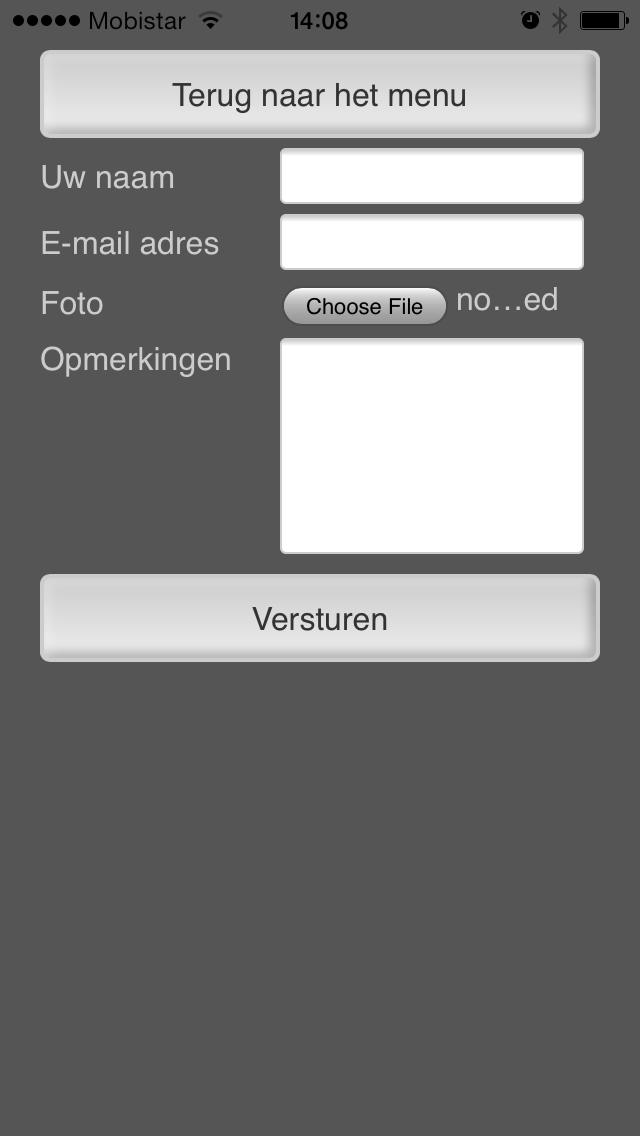 Mobistar 14:08
Terug naar het menu
Uw naam
E-mail adres
Foto Choose File no...ed
Opmerkingen
Versturen